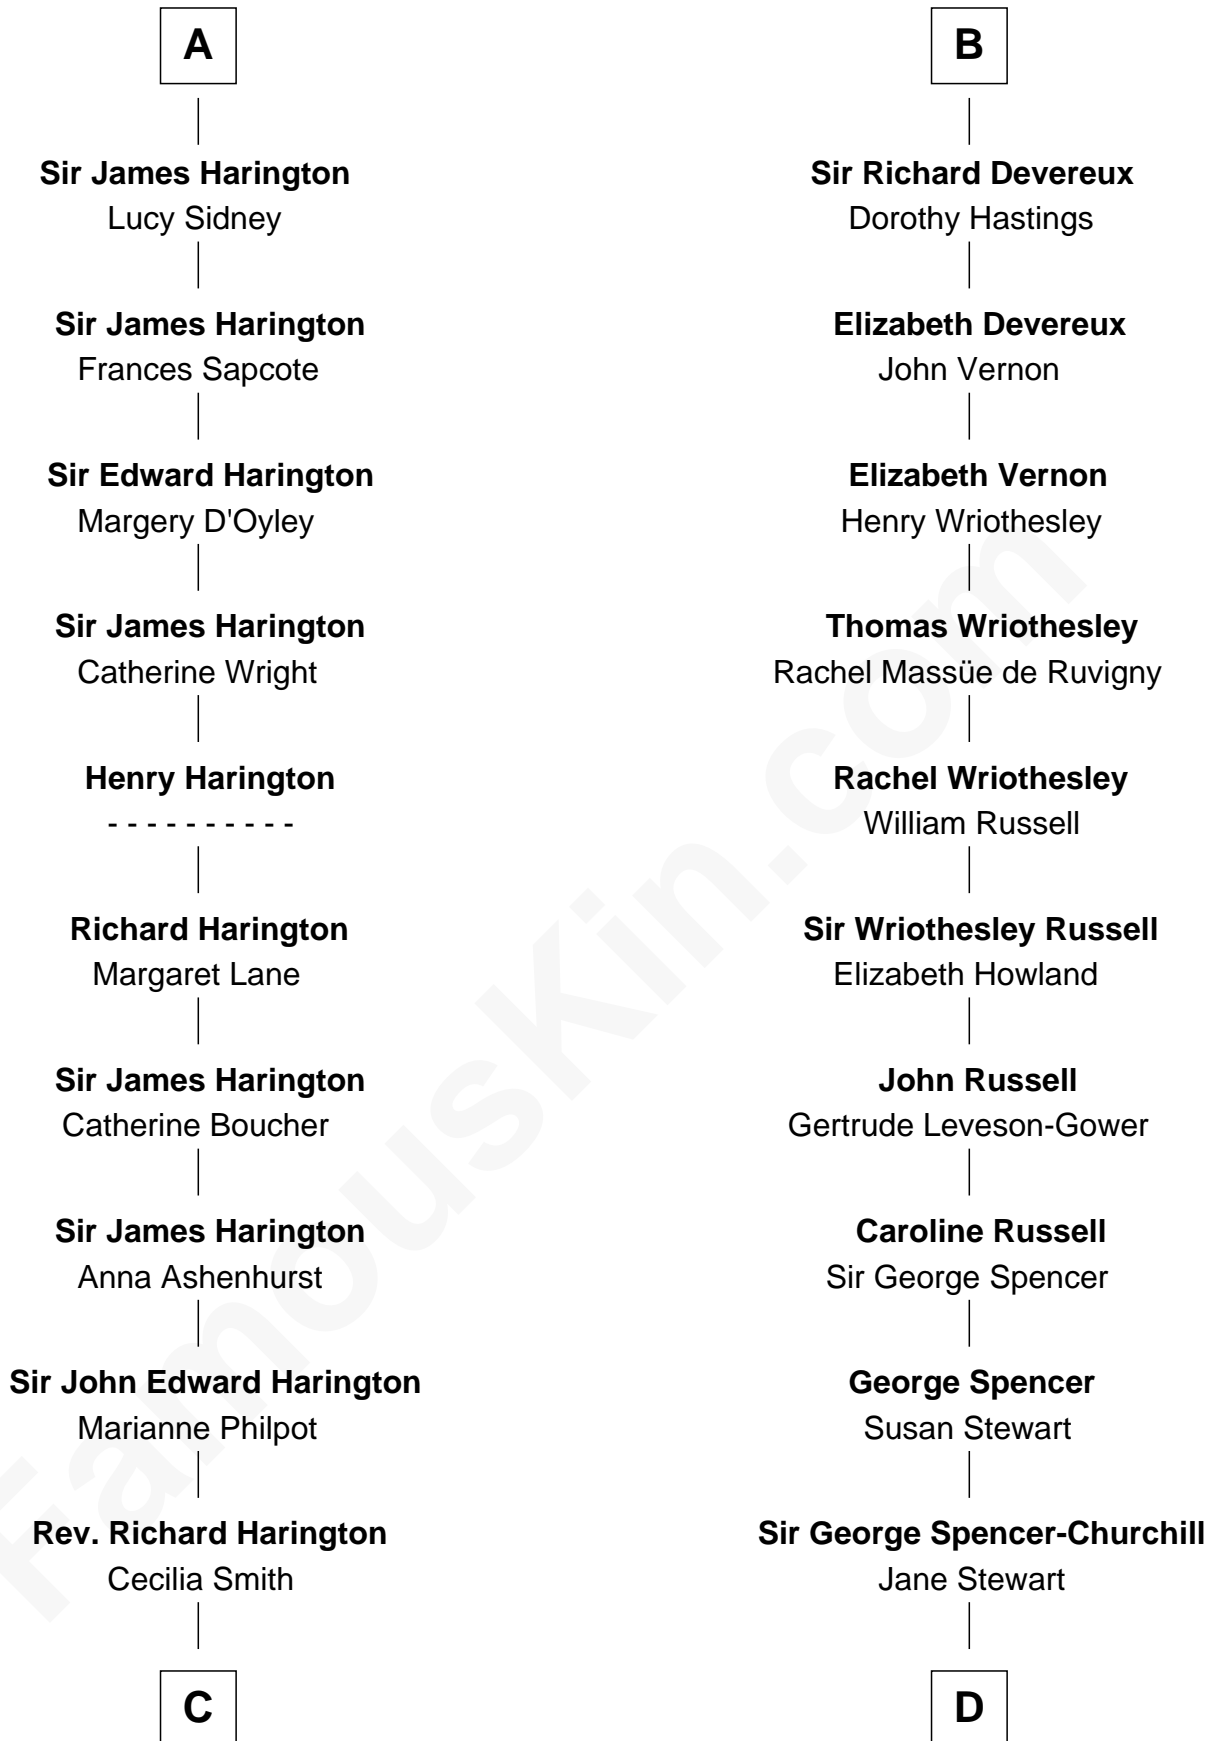 A
Sir James Harington
Lucy Sidney
Sir James Harington
Frances Sapcote
Sir Edward Harington
Margery D'Oyley
Sir James Harington
Catherine Wright
Henry Harington
- - - - - - - - - -
Richard Harington
Margaret Lane
Sir James Harington
Catherine Boucher
Sir James Harington
Anna Ashenhurst
Sir John Edward Harington
Marianne Philpot
Rev. Richard Harington
Cecilia Smith
C
B
Sir Richard Devereux
Dorothy Hastings
Elizabeth Devereux
John Vernon
Elizabeth Vernon
Henry Wriothesley
Thomas Wriothesley
Rachel Massüe de Ruvigny
Rachel Wriothesley
William Russell
Sir Wriothesley Russell
Elizabeth Howland
John Russell
Gertrude Leveson-Gower
Caroline Russell
Sir George Spencer
George Spencer
Susan Stewart
Sir George Spencer-Churchill
Jane Stewart
D
FamousKin.com